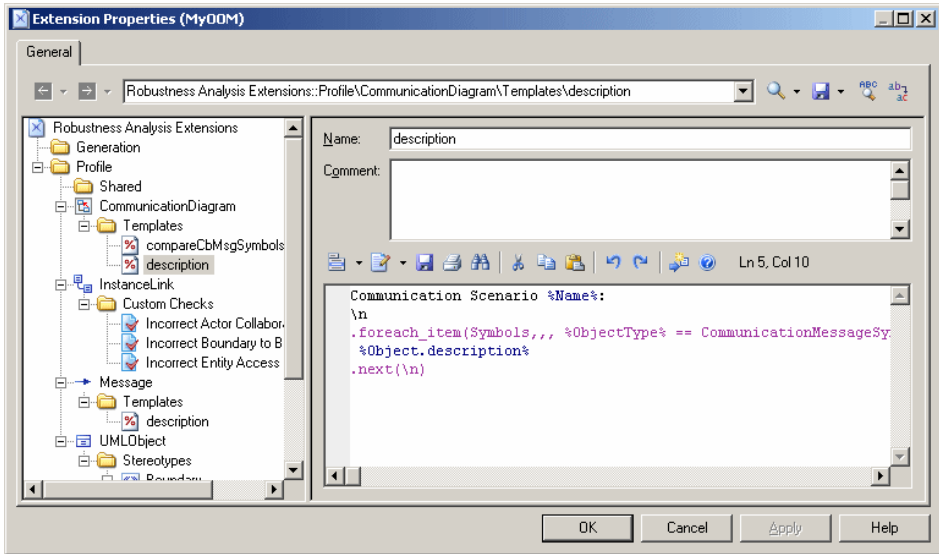 Extension Properties (MyOOM)
General
Robustness Analysis Extensions::Profile\CommunicationDiagram\Templates\description
Robustness Analysis Extensions
Generation
Profile
Shared
CommunicationDiagram
Templates
compareCbMsgSymbols
description
InstanceLink
Custom Checks
Incorrect Actor Collabor
Incorrect Boundary to B
Incorrect Entity Access
Message
Templates
description
UMLObject
Stereotypes
Name: description
Comment:
Ln 5, Col 10
Communication Scenario %Name%:
\n
.foreach_item(Symbols,,, %ObjectType% == CommunicationMessageSy
%Object.description%
.next(\n)
OK Cancel Apply Help